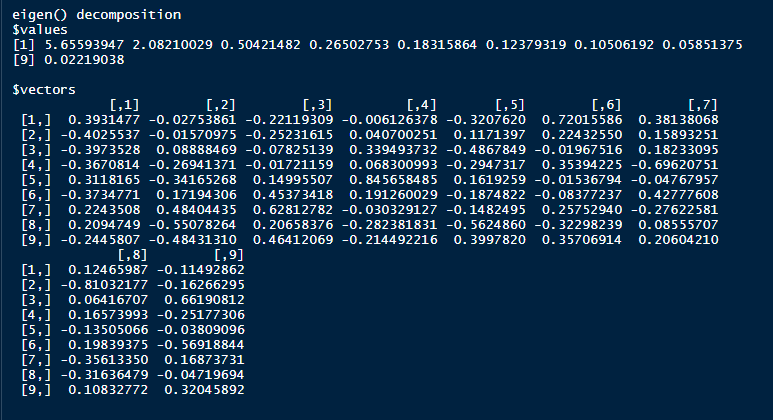 eigen() decomposition
$values
[1] 5.65593947 2.08210029 0.50421482 0.26502753 0.18315864 0.12379319 0.10506192 0.05851375
[9] 0.02219038

$vectors
           [,1]        [,2]        [,3]         [,4]       [,5]        [,6]        [,7]
 [1,]  0.3931477 -0.02753861 -0.22119309 -0.006126378 -0.3207620  0.72015586  0.38138068
 [2,] -0.4025537 -0.01570975 -0.25231615  0.040700251  0.1171397  0.22432550  0.15893251
 [3,] -0.3973528  0.08888469 -0.07825139  0.339493732 -0.4867849 -0.01967516  0.18233095
 [4,] -0.3670814 -0.26941371 -0.01721159  0.068300993 -0.2947317  0.35394225 -0.69620751
 [5,]  0.3118165 -0.34165268  0.14995507  0.845658485  0.1619259 -0.01536794 -0.04767957
 [6,] -0.3734771  0.17194306  0.45373418  0.191260029 -0.1874822 -0.08377237  0.42777608
 [7,]  0.2243508  0.48404435  0.62812782 -0.030329127 -0.1482495  0.25752940 -0.27622581
 [8,]  0.2094749 -0.55078264  0.20658376 -0.282381831 -0.5624860 -0.32298239  0.08555707
 [9,] -0.2445807 -0.48431310  0.46412069 -0.214492216  0.3997820  0.35706914  0.20604210
             [,8]        [,9]
 [1,]  0.12465987 -0.11492862
 [2,] -0.81032177 -0.16266295
 [3,]  0.06416707  0.66190812
 [4,]  0.16573993 -0.25177306
 [5,] -0.13505066 -0.03809096
 [6,]  0.19839375 -0.56918844
 [7,] -0.35613350  0.16873731
 [8,] -0.31636479 -0.04719694
 [9,]  0.10832772  0.32045892